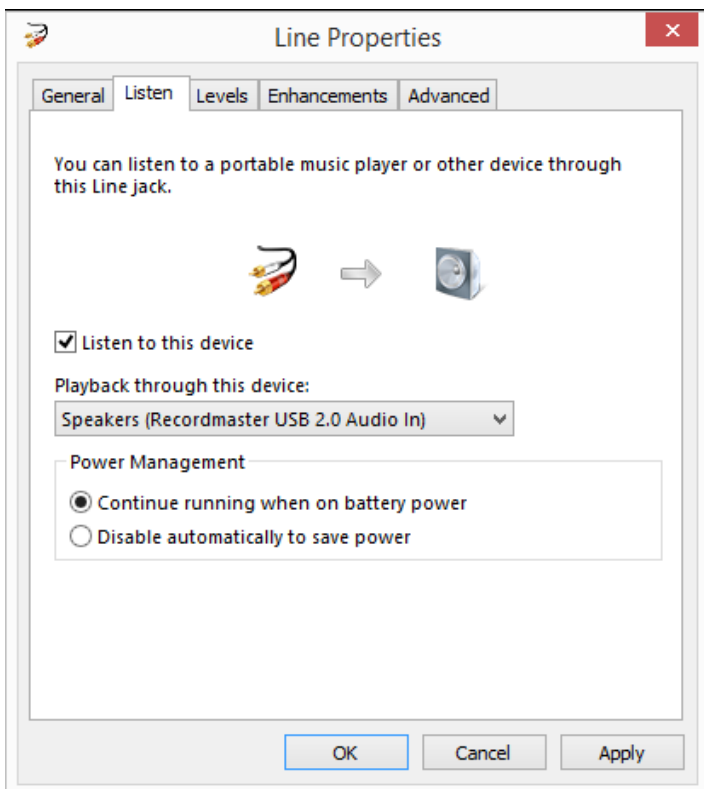 Line Properties
General Listen Levels Enhancements Advanced
You can listen to a portable music player or other device through
this Line jack.
Listen to this device
Playback through this device:
Speakers (Recordmaster USB 2.0 Audio In)
Power Management
Continue running when on battery power
Disable automatically to save power
OK Cancel Apply